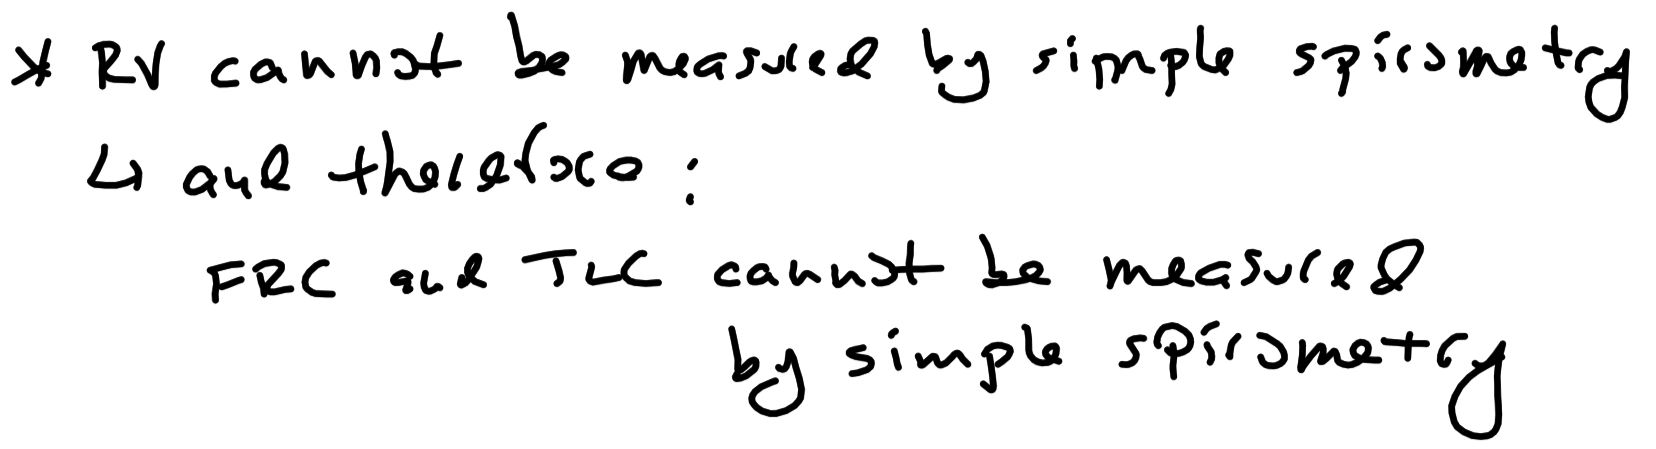 * RV cannot be measured by simple spirometry
↳ and therefore :
FRC and TLC cannot be measured
by simple spirometry